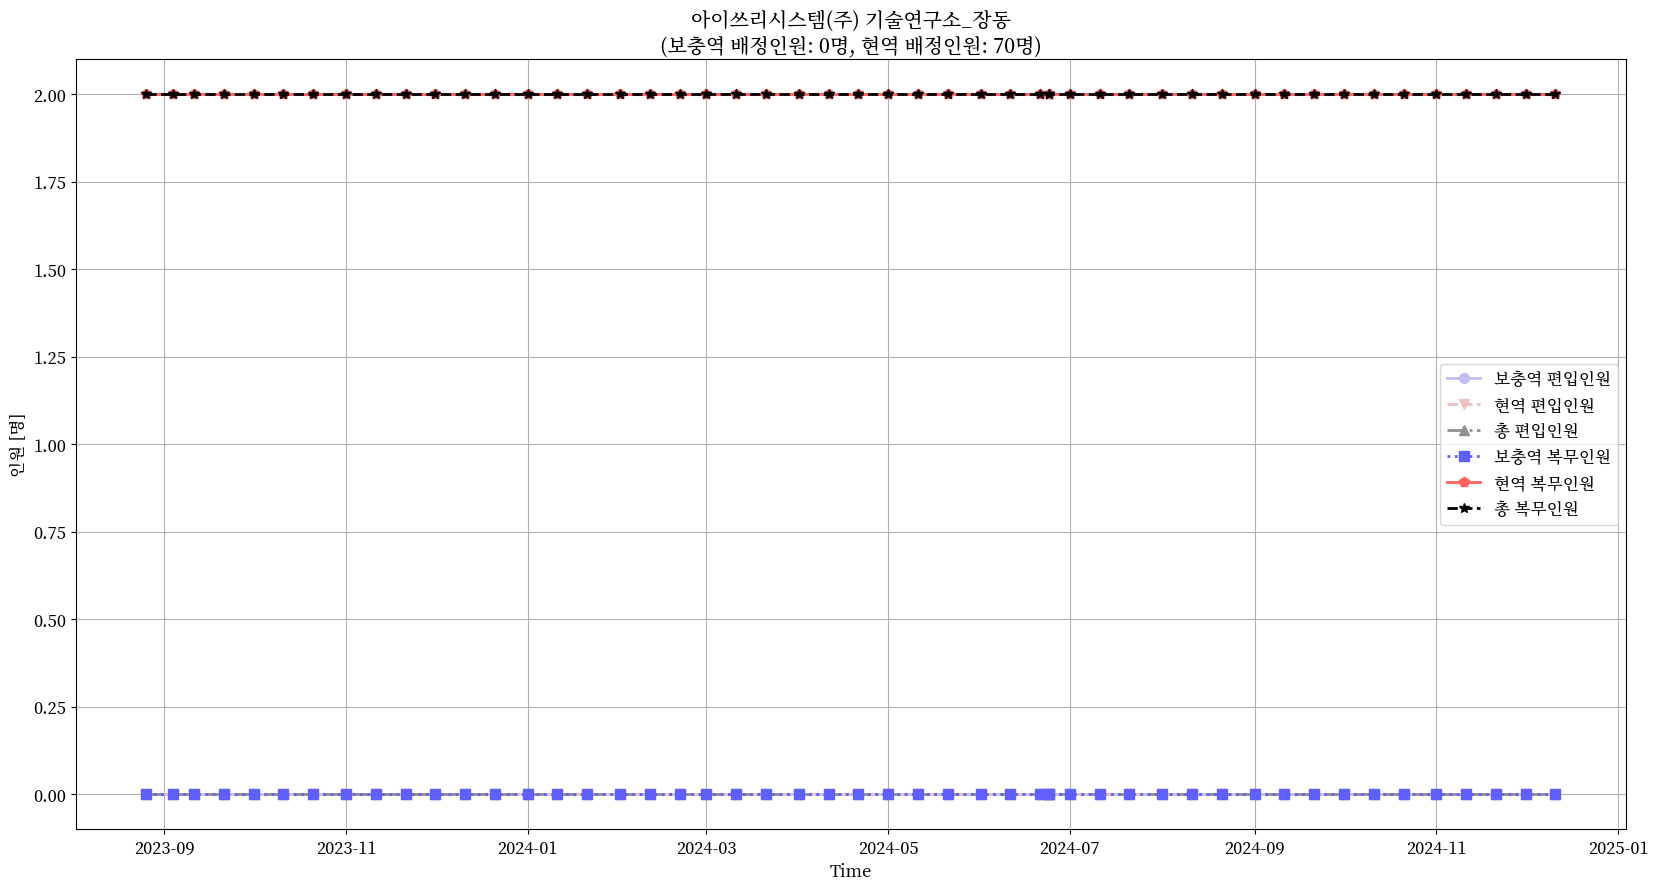 아이쓰리시스템(주) 기술연구소_장동
(보충역 배정인원: 0명, 현역 배정인원: 70명)
2.00
1.75
1.50
1.25
1.00
0.75
0.50
0.25
0.00
인원 [명]
보충역 편입인원
현역 편입인원
총 편입인원
보충역 복무인원
현역 복무인원
총 복무인원
2023-09
2023-11
2024-01
2024-03
2024-05
2024-07
2024-09
2024-11
2025-01
Time